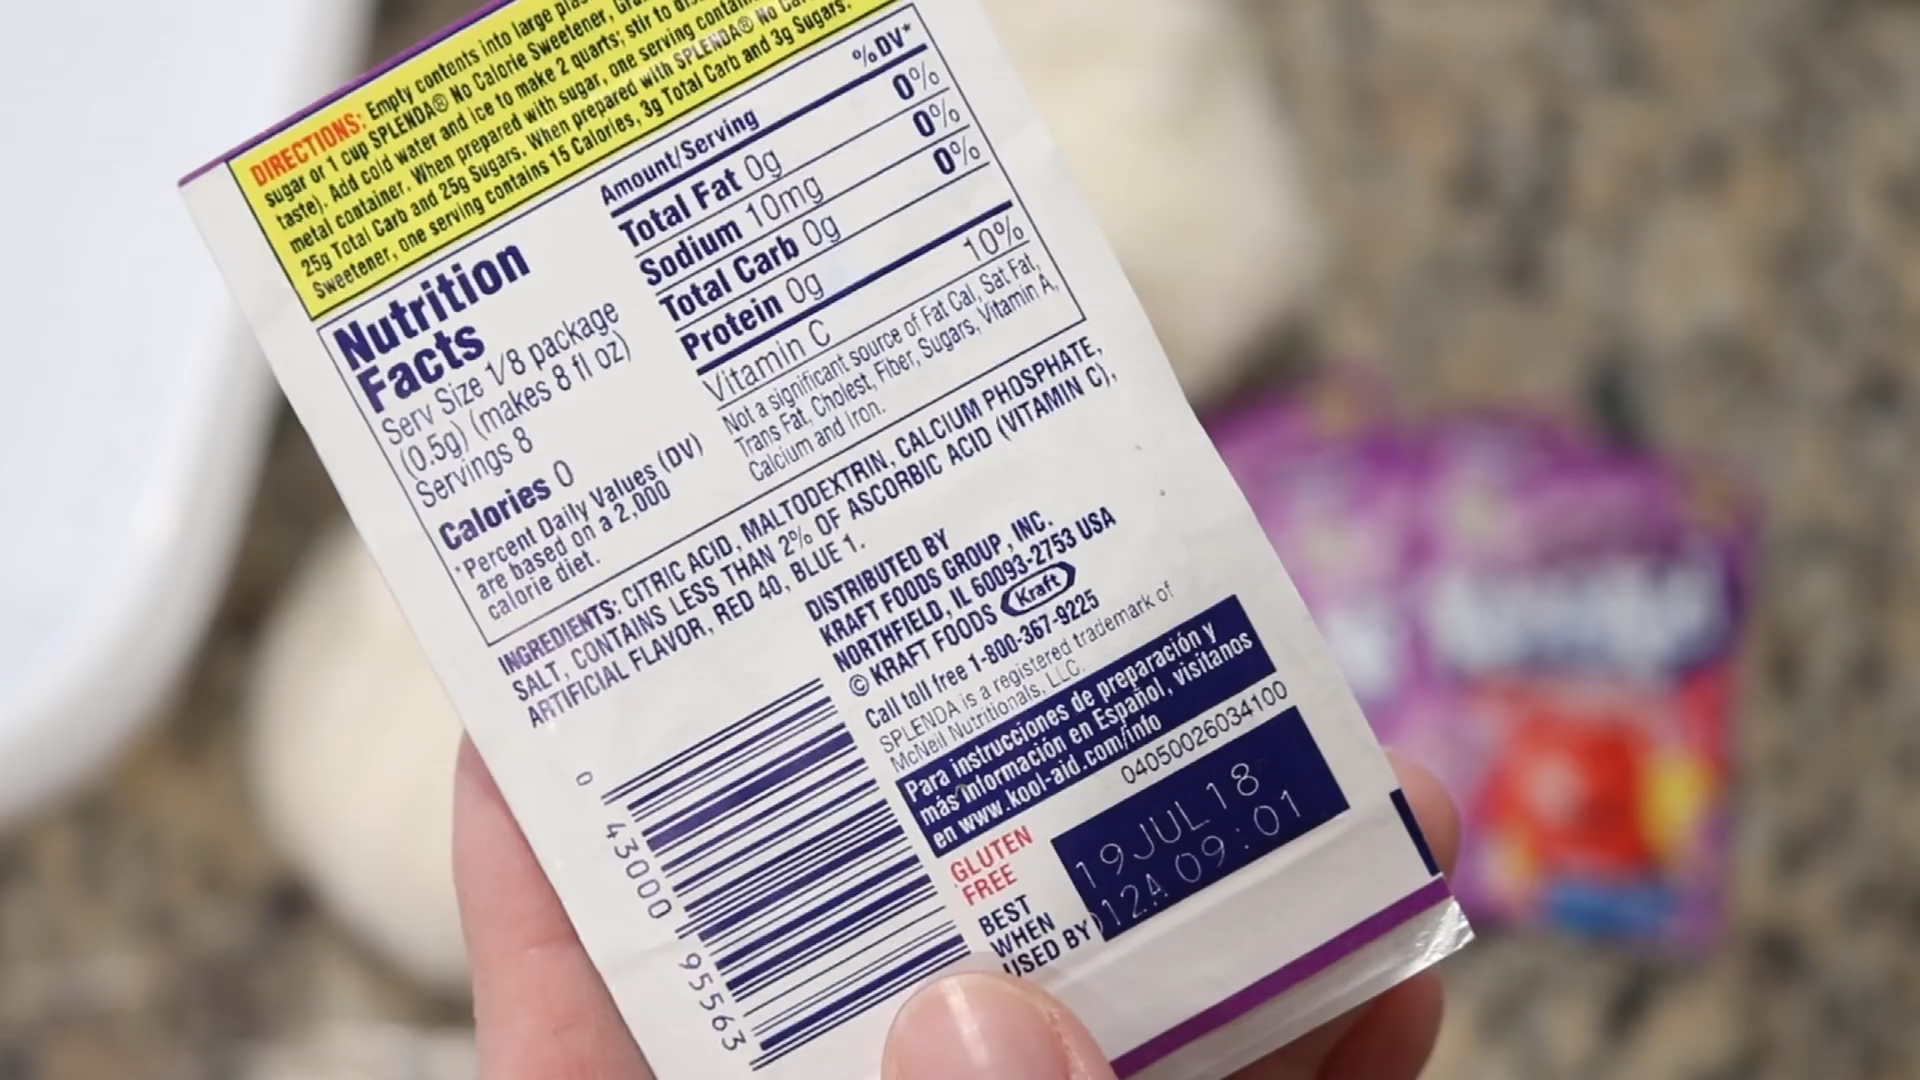 DIRECTIONS: Empty contents into large
sugar or 1 cup SPLENDA® No Calorie Sweetener,
taste). Add cold water and ice to make 2 quarts; stir to
metal container. When prepared with sugar, one serving
25g Total Carb and 25g Sugars. When prepared with SPLENDA® No
Sweetener, one serving contains 15 Calories, 3g Total Carb and 3g Sugars.
Nutrition
Facts
Serv Size 1/8 package
(0.5g) (makes 8 fl oz)
Servings 8
Calories 0
*Percent Daily Values (DV)
are based on a 2,000
calorie diet.
Amount/Serving %DV*
Total Fat 0g 0%
Sodium 10mg 0%
Total Carb 0g 0%
Protein 0g
Vitamin C 10%
Not a significant source of Fat Cal, Sat Fat,
Trans Fat, Cholest, Fiber, Sugars, Vitamin A,
Calcium and Iron.
INGREDIENTS: CITRIC ACID, MALTODEXTRIN, CALCIUM PHOSPHATE,
SALT, CONTAINS LESS THAN 2% OF ASCORBIC ACID (VITAMIN C),
ARTIFICIAL FLAVOR, RED 40, BLUE 1.
DISTRIBUTED BY
KRAFT FOODS GROUP, INC.
NORTHFIELD, IL 60093-2753 USA
© KRAFT FOODS Kraft
Call toll free 1-800-367-9225
SPLENDA is a registered trademark of
McNeil Nutritionals, LLC.
Para instrucciones de preparación y
más información en Español, visítanos
en www.kool-aid.com/info
04050026034100
0 43000 95563
GLUTEN
FREE
BEST
WHEN
USED BY
19JUL18
012A 09:01